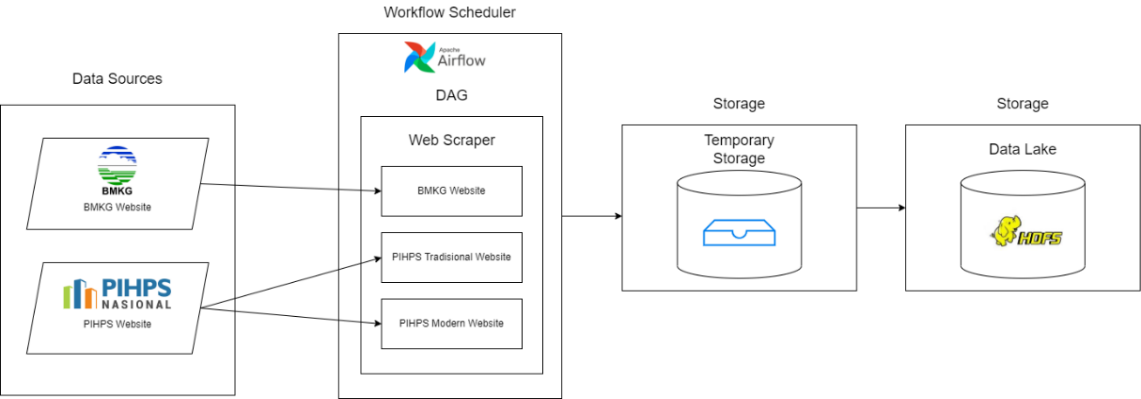 Workflow Scheduler
Apache
Airflow
Data Sources
DAG
Storage
Storage
Web Scraper
Temporary
Storage
Data Lake
BMKG
BMKG Website
BMKG Website
HDFS
PIHPS Tradisional Website
PIHPS
NASIONAL
PIHPS Website
PIHPS Modern Website